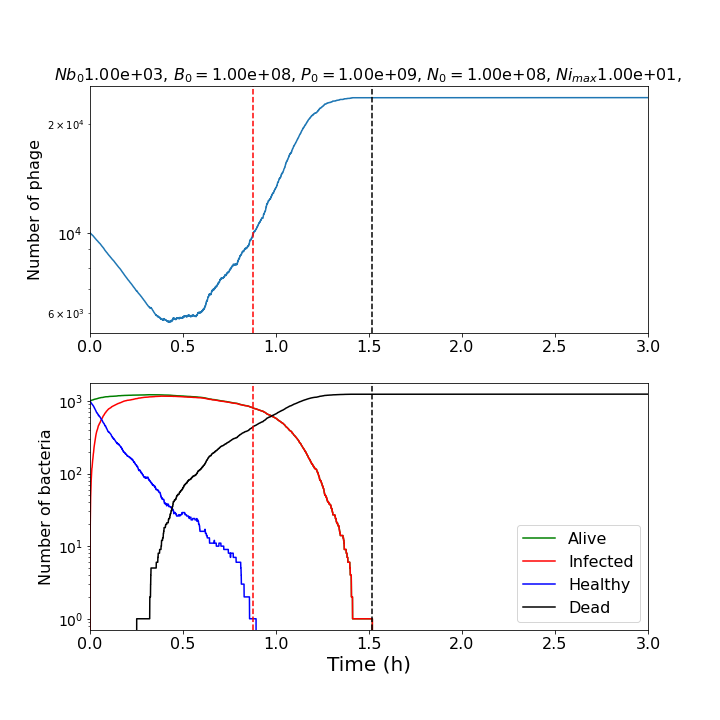 Nb₀1.00e+03, B₀ = 1.00e+08, P₀ = 1.00e+09, N₀ = 1.00e+08, Niₘₐₓ1.00e+01,
Number of phage
2 × 10⁴
10⁴
6 × 10³
0.0 0.5 1.0 1.5 2.0 2.5 3.0
Number of bacteria
10³
10²
10¹
10⁰
Alive
Infected
Healthy
Dead
0.0 0.5 1.0 1.5 2.0 2.5 3.0
Time (h)